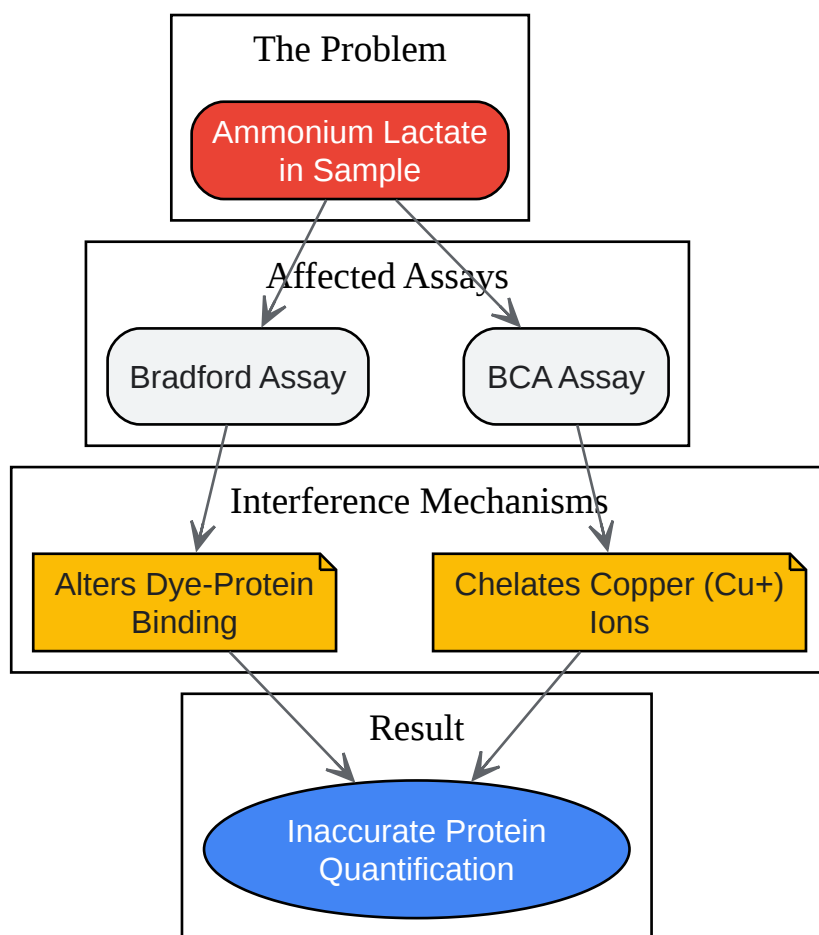 The Problem
Ammonium Lactate
in Sample
Affected Assays
Bradford Assay
BCA Assay
Interference Mechanisms
Alters Dye-Protein
Binding
Chelates Copper (Cu+)
Ions
Result
Inaccurate Protein
Quantification